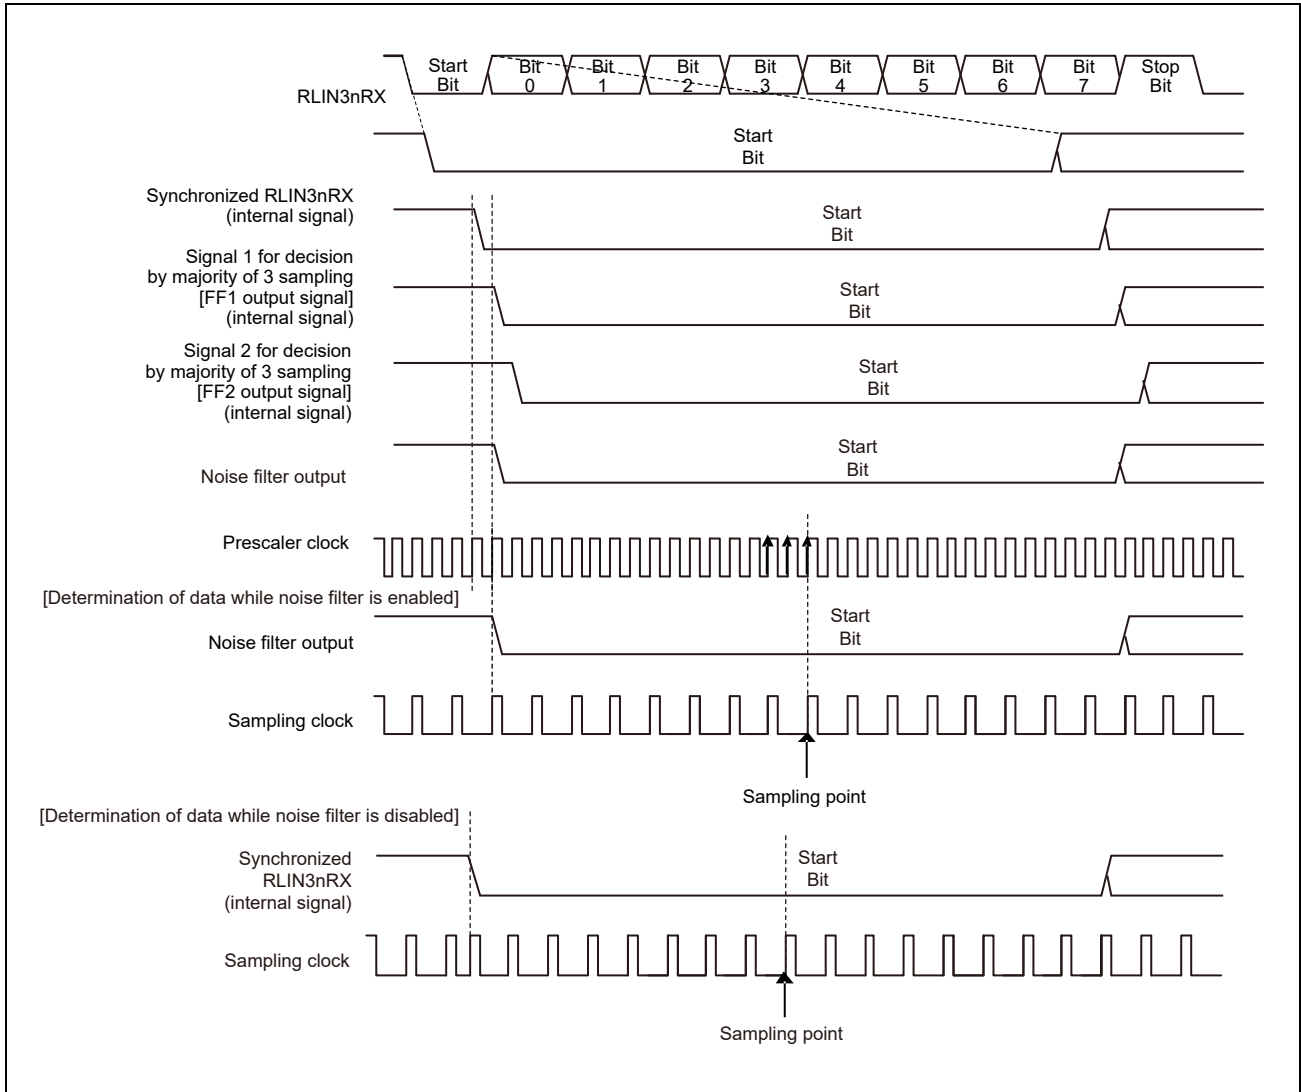 Start
Bit
Bit
0
Bit
1
Bit
2
Bit
3
Bit
4
Bit
5
Bit
6
Bit
7
Stop
Bit
RLIN3nRX
Start
Bit
Synchronized RLIN3nRX
(internal signal)
Start
Bit
Signal 1 for decision
by majority of 3 sampling
[FF1 output signal]
(internal signal)
Start
Bit
Signal 2 for decision
by majority of 3 sampling
[FF2 output signal]
(internal signal)
Start
Bit
Noise filter output
Start
Bit
Prescaler clock
[Determination of data while noise filter is enabled]
Noise filter output
Start
Bit
Sampling clock
Sampling point
[Determination of data while noise filter is disabled]
Synchronized
RLIN3nRX
(internal signal)
Start
Bit
Sampling clock
Sampling point